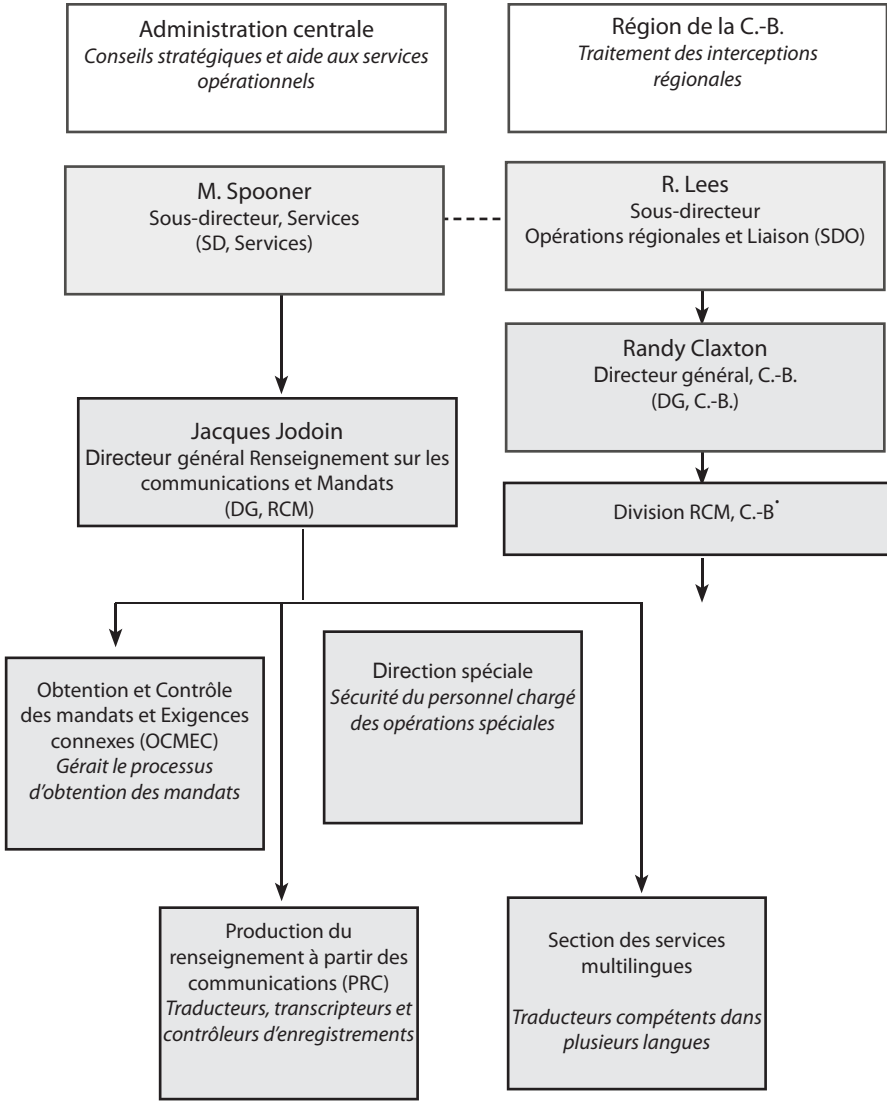 Administration centrale
Conseils stratégiques et aide aux services
opérationnels
Région de la C.-B.
Traitement des interceptions
régionales
M. Spooner
Sous-directeur, Services
(SD, Services)
R. Lees
Sous-directeur
Opérations régionales et Liaison (SDO)
Randy Claxton
Directeur général, C.-B.
(DG, C.-B.)
Jacques Jodoin
Directeur général Renseignement sur les
communications et Mandats
(DG, RCM)
Division RCM, C.-B*
Obtention et Contrôle
des mandats et Exigences
connexes (OCMEC)
Gérait le processus
d'obtention des mandats
Direction spéciale
Sécurité du personnel chargé
des opérations spéciales
Production du
renseignement à partir des
communications (PRC)
Traducteurs, transcripteurs et
contrôleurs d'enregistrements
Section des services
multilingues
Traducteurs compétents dans
plusieurs langues